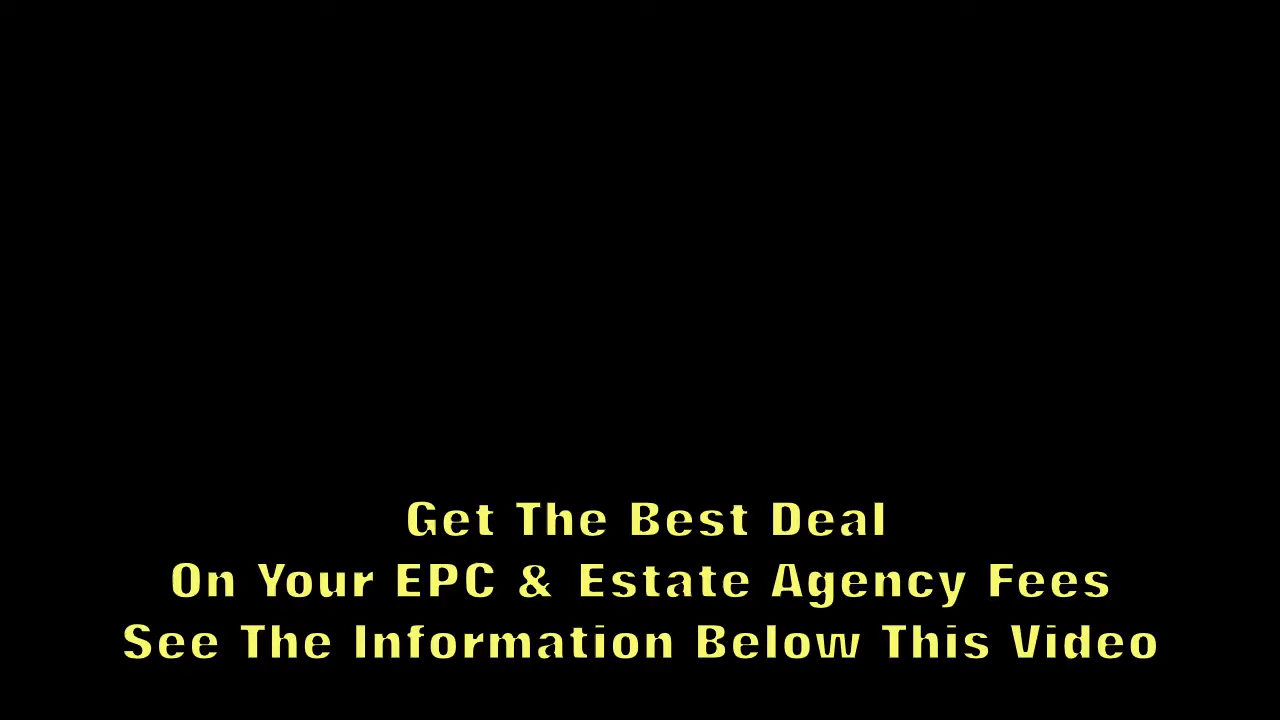 Get The Best Deal
On Your EPC & Estate Agency Fees
See The Information Below This Video